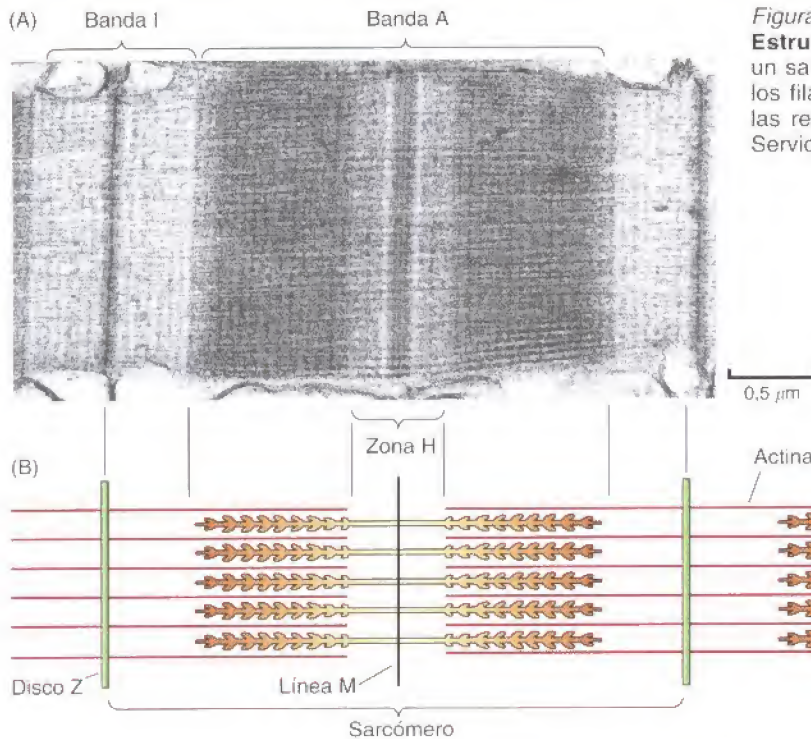 (A)
Banda I
Banda A
Figura
Estru
un sa
los fila
las re
Servic
0,5 μm
Zona H
(B)
Actina
Disco Z
Línea M
Sarcómero